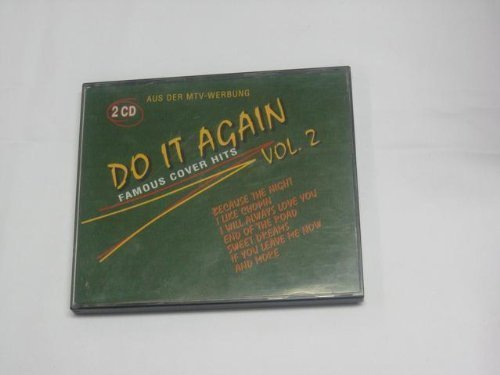 2 CD
AUS DER MTV-WERBUNG
DO IT AGAIN
FAMOUS COVER HITS
VOL. 2
BECAUSE THE NIGHT
I LIKE CHOPIN
I WILL ALWAYS LOVE YOU
END OF THE ROAD
SWEET DREAMS
IF YOU LEAVE ME NOW
AND MORE